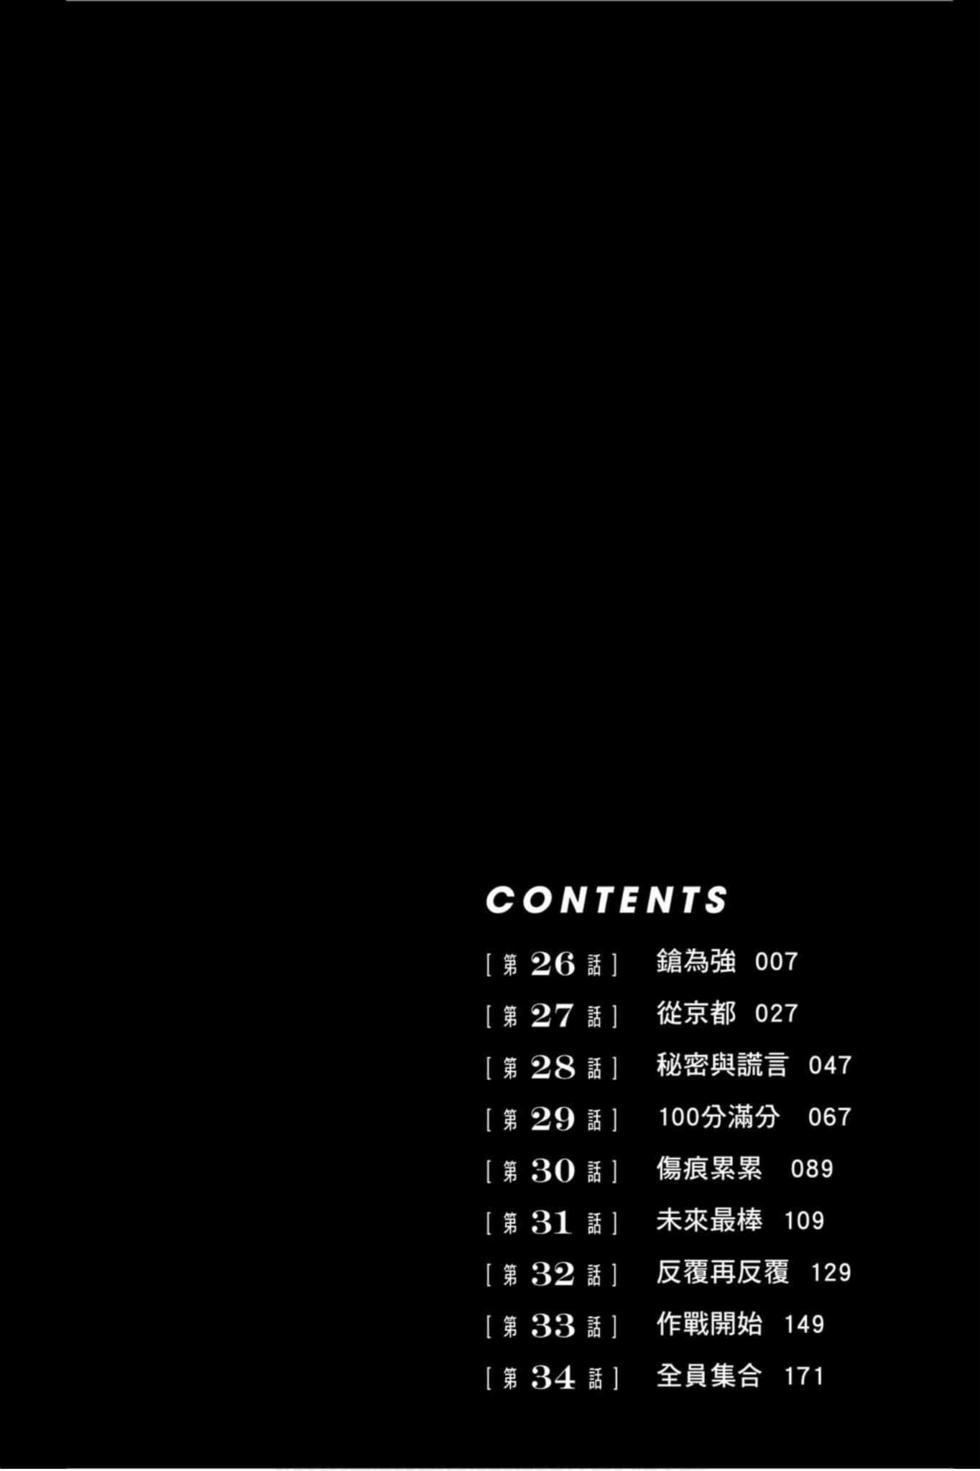 CONTENTS
[ 第 26 話 ] 鎗為強 007
[ 第 27 話 ] 從京都 027
[ 第 28 話 ] 秘密與謊言 047
[ 第 29 話 ] 100分滿分 067
[ 第 30 話 ] 傷痕累累 089
[ 第 31 話 ] 未來最棒 109
[ 第 32 話 ] 反覆再反覆 129
[ 第 33 話 ] 作戰開始 149
[ 第 34 話 ] 全員集合 171